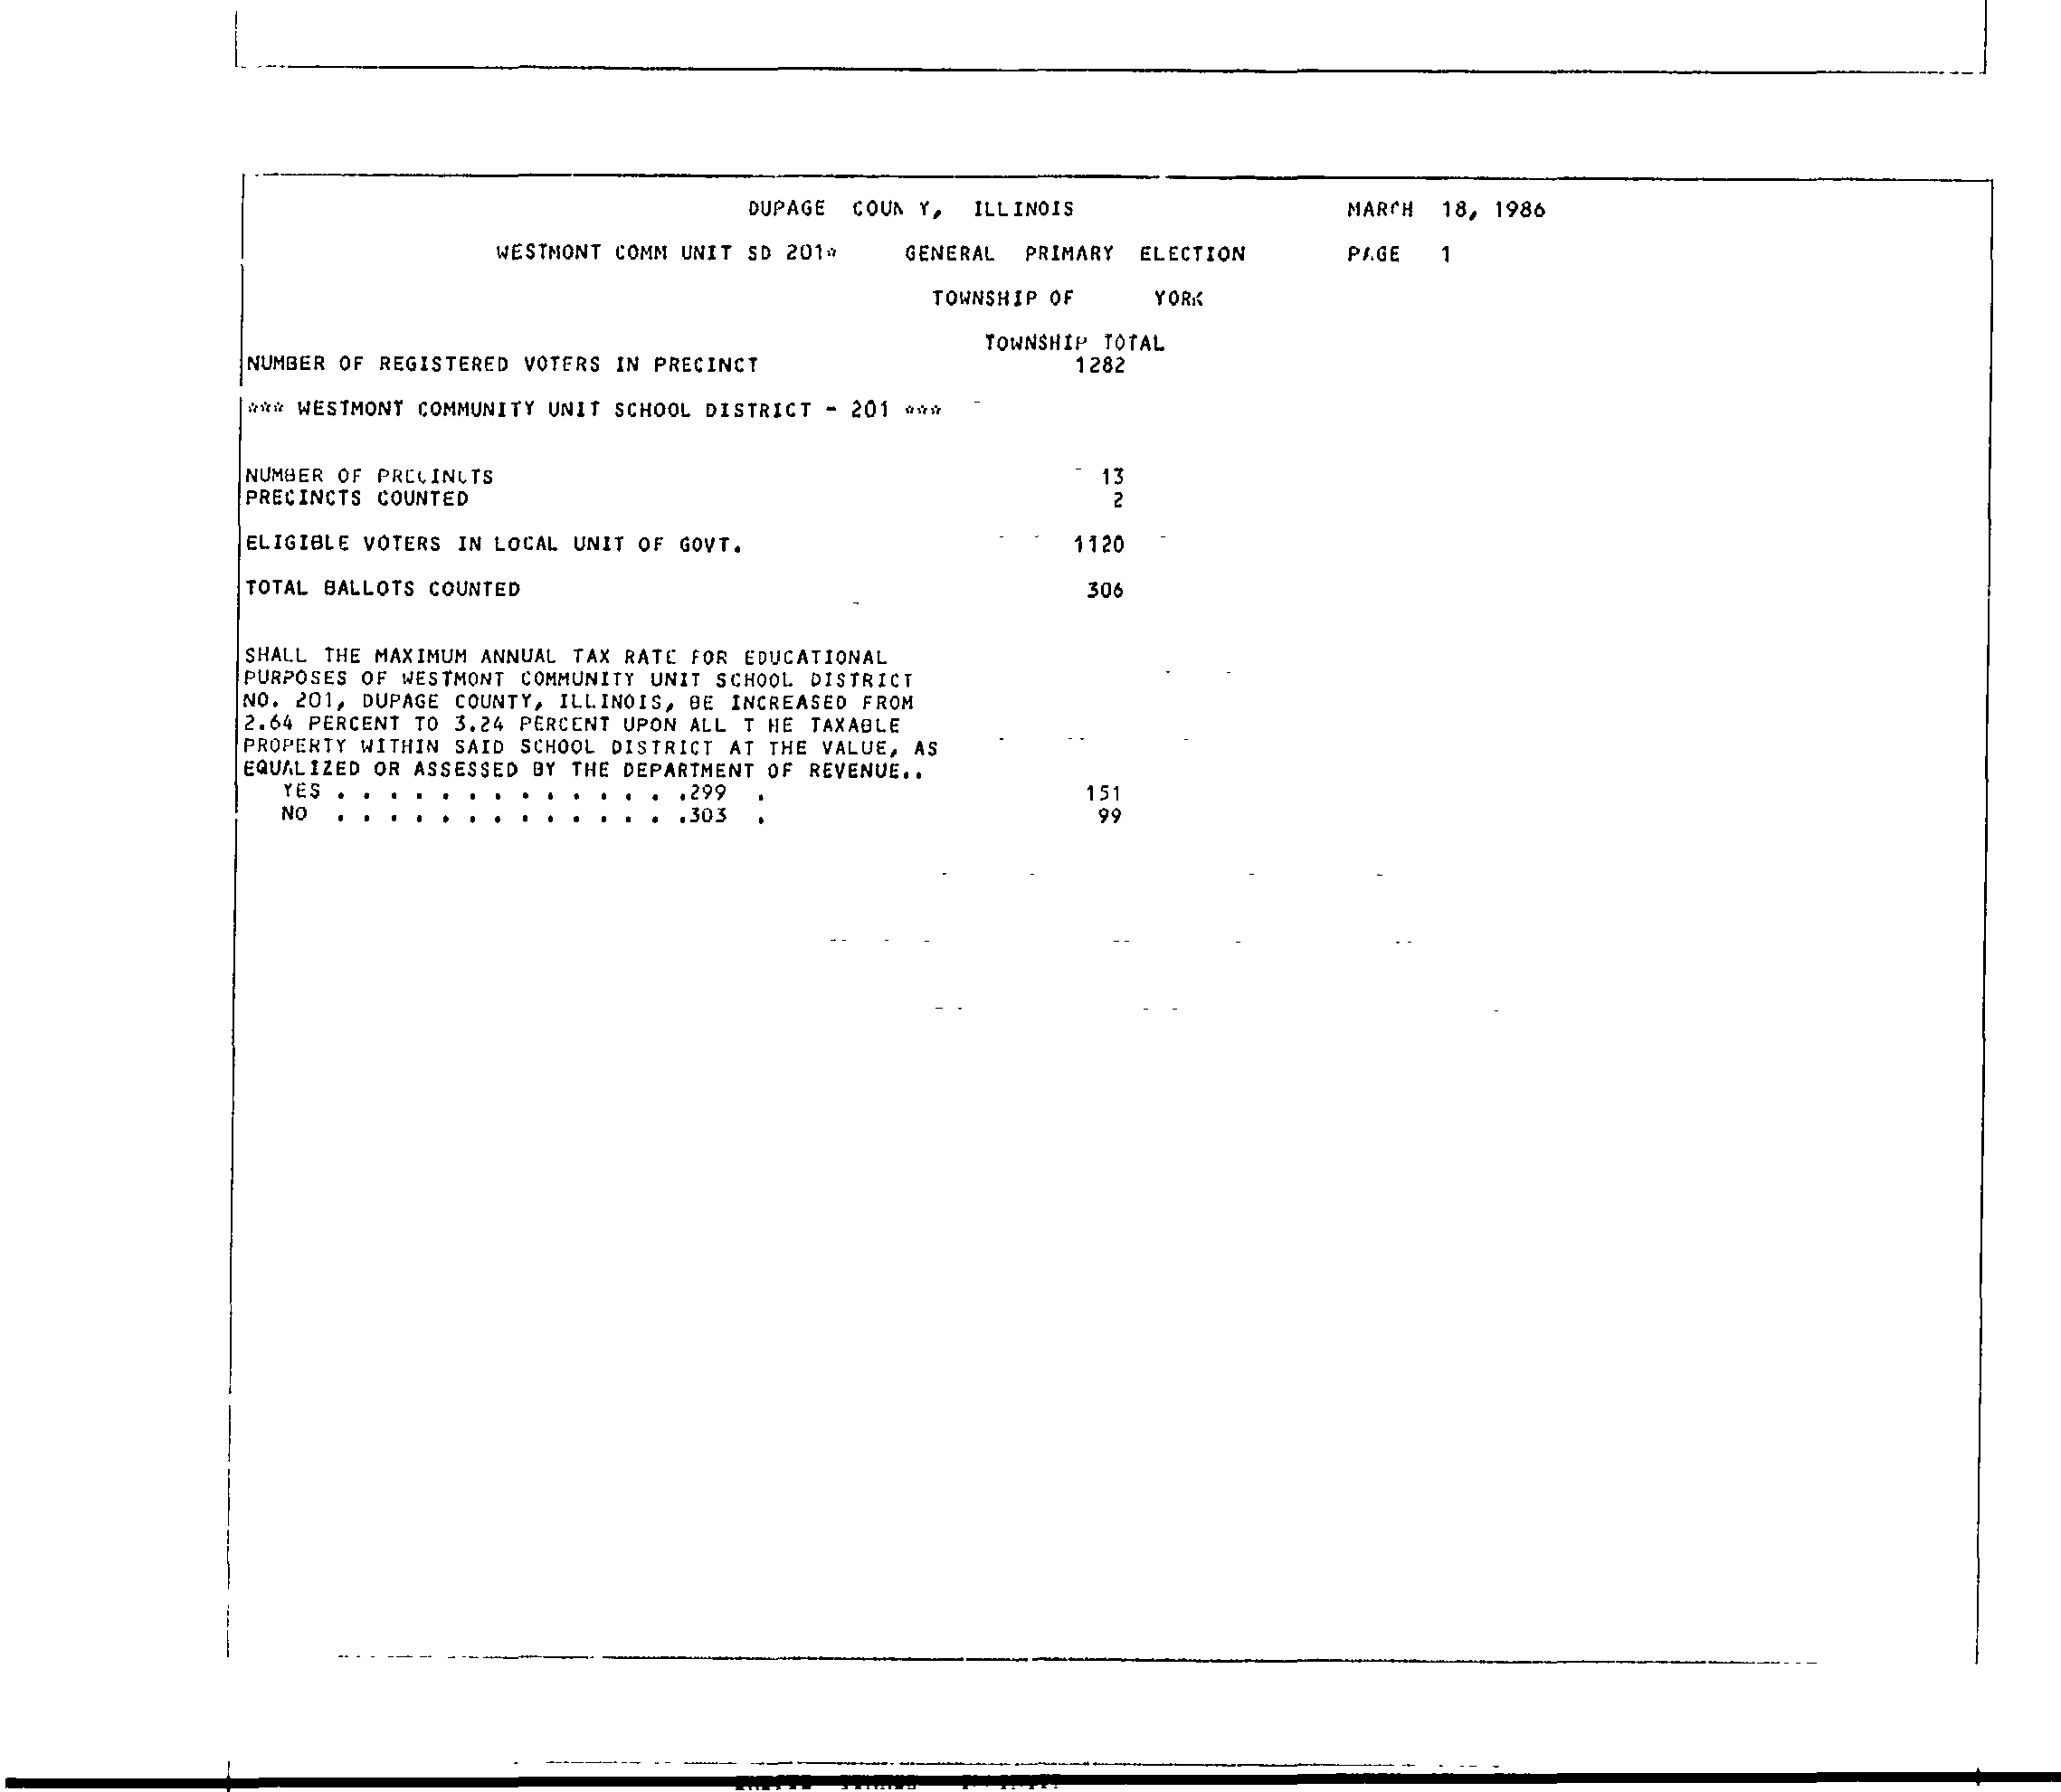 DUPAGE COUN Y, ILLINOIS MARCH 18, 1986
WESTMONT COMM UNIT SD 201* GENERAL PRIMARY ELECTION PAGE 1
TOWNSHIP OF YORK
TOWNSHIP TOTAL
NUMBER OF REGISTERED VOTERS IN PRECINCT 1282
*** WESTMONT COMMUNITY UNIT SCHOOL DISTRICT - 201 ***
NUMBER OF PRECINCTS 13
PRECINCTS COUNTED 2
ELIGIBLE VOTERS IN LOCAL UNIT OF GOVT. 1120
TOTAL BALLOTS COUNTED 306
SHALL THE MAXIMUM ANNUAL TAX RATE FOR EDUCATIONAL
PURPOSES OF WESTMONT COMMUNITY UNIT SCHOOL DISTRICT
NO. 201, DUPAGE COUNTY, ILLINOIS, BE INCREASED FROM
2.64 PERCENT TO 3.24 PERCENT UPON ALL T HE TAXABLE
PROPERTY WITHIN SAID SCHOOL DISTRICT AT THE VALUE, AS
EQUALIZED OR ASSESSED BY THE DEPARTMENT OF REVENUE..
YES . . . . . . . . . . . . . .299 . 151
NO . . . . . . . . . . . . . .303 . 99